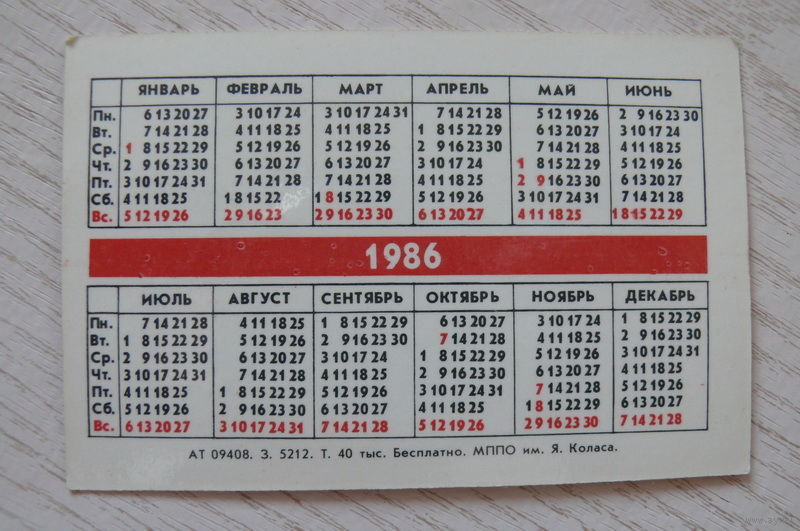 ЯНВАРЬ ФЕВРАЛЬ МАРТ АПРЕЛЬ МАЙ ИЮНЬ
Пн. 6 13 20 27 3 10 17 24 3 10 17 24 31 7 14 21 28 5 12 19 26 2 9 16 23 30
Вт. 7 14 21 28 4 11 18 25 4 11 18 25 1 8 15 22 29 6 13 20 27 3 10 17 24
Ср. 1 8 15 22 29 5 12 19 26 5 12 19 26 2 9 16 23 30 7 14 21 28 4 11 18 25
Чт. 2 9 16 23 30 6 13 20 27 6 13 20 27 3 10 17 24 1 8 15 22 29 5 12 19 26
Пт. 3 10 17 24 31 7 14 21 28 7 14 21 28 4 11 18 25 2 9 16 23 30 6 13 20 27
Сб. 4 11 18 25 1 8 15 22 1 8 15 22 29 5 12 19 26 3 10 17 24 31 7 14 21 28
Вс. 5 12 19 26 2 9 16 23 2 9 16 23 30 6 13 20 27 4 11 18 25 1 8 15 22 29
1986
ИЮЛЬ АВГУСТ СЕНТЯБРЬ ОКТЯБРЬ НОЯБРЬ ДЕКАБРЬ
Пн. 7 14 21 28 4 11 18 25 1 8 15 22 29 6 13 20 27 3 10 17 24 1 8 15 22 29
Вт. 1 8 15 22 29 5 12 19 26 2 9 16 23 30 7 14 21 28 4 11 18 25 2 9 16 23 30
Ср. 2 9 16 23 30 6 13 20 27 3 10 17 24 1 8 15 22 29 5 12 19 26 3 10 17 24 31
Чт. 3 10 17 24 31 7 14 21 28 4 11 18 25 2 9 16 23 30 6 13 20 27 4 11 18 25
Пт. 4 11 18 25 1 8 15 22 29 5 12 19 26 3 10 17 24 31 7 14 21 28 5 12 19 26
Сб. 5 12 19 26 2 9 16 23 30 6 13 20 27 4 11 18 25 1 8 15 22 29 6 13 20 27
Вс. 6 13 20 27 3 10 17 24 31 7 14 21 28 5 12 19 26 2 9 16 23 30 7 14 21 28
АТ 09408. З. 5212. Т. 40 тыс. Бесплатно. МППО им. Я. Коласа.